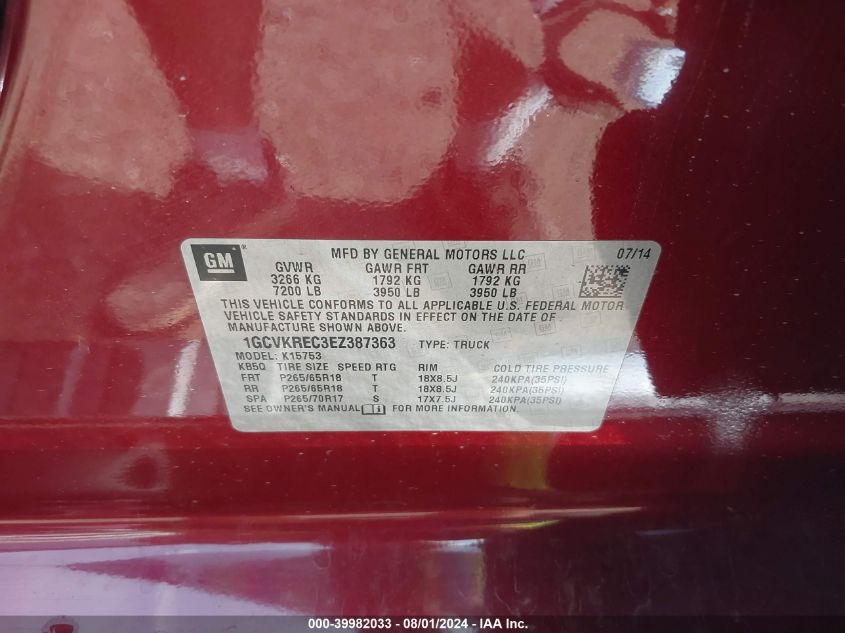 GM ® MFD BY GENERAL MOTORS LLC 07/14
GVWR GAWR FRT GAWR RR
3266 KG 1792 KG 1792 KG
7200 LB 3950 LB 3950 LB
THIS VEHICLE CONFORMS TO ALL APPLICABLE U.S. FEDERAL MOTOR
VEHICLE SAFETY STANDARDS IN EFFECT ON THE DATE OF
MANUFACTURE SHOWN ABOVE.
1GCVKREC3EZ387363 TYPE: TRUCK
MODEL: K15753
KB5Q TIRE SIZE SPEED RTG RIM COLD TIRE PRESSURE
FRT P265/65R18 T 18X8.5J 240KPA(35PSI)
RR P265/65R18 T 18X8.5J 240KPA(35PSI)
SPA P265/70R17 S 17X7.5J 240KPA(35PSI)
SEE OWNER'S MANUAL FOR MORE INFORMATION.
000-39982033 - 08/01/2024 - IAA Inc.